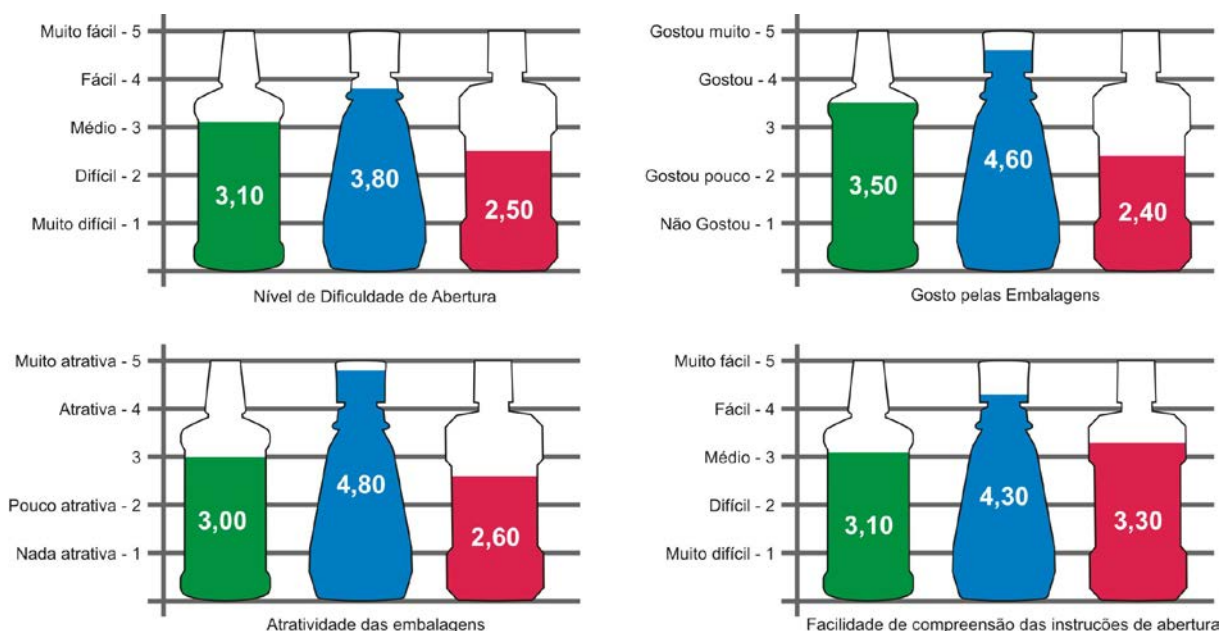 Muito fácil - 5
Fácil - 4
Médio - 3
Difícil - 2
Muito difícil - 1
3,10
3,80
2,50
Nível de Dificuldade de Abertura
Gostou muito - 5
Gostou - 4
3
Gostou pouco - 2
Não Gostou - 1
3,50
4,60
2,40
Gosto pelas Embalagens
Muito atrativa - 5
Atrativa - 4
3
Pouco atrativa - 2
Nada atrativa - 1
3,00
4,80
2,60
Atratividade das embalagens
Muito fácil - 5
Fácil - 4
Médio - 3
Difícil - 2
Muito difícil - 1
3,10
4,30
3,30
Facilidade de compreensão das instruções de abertura